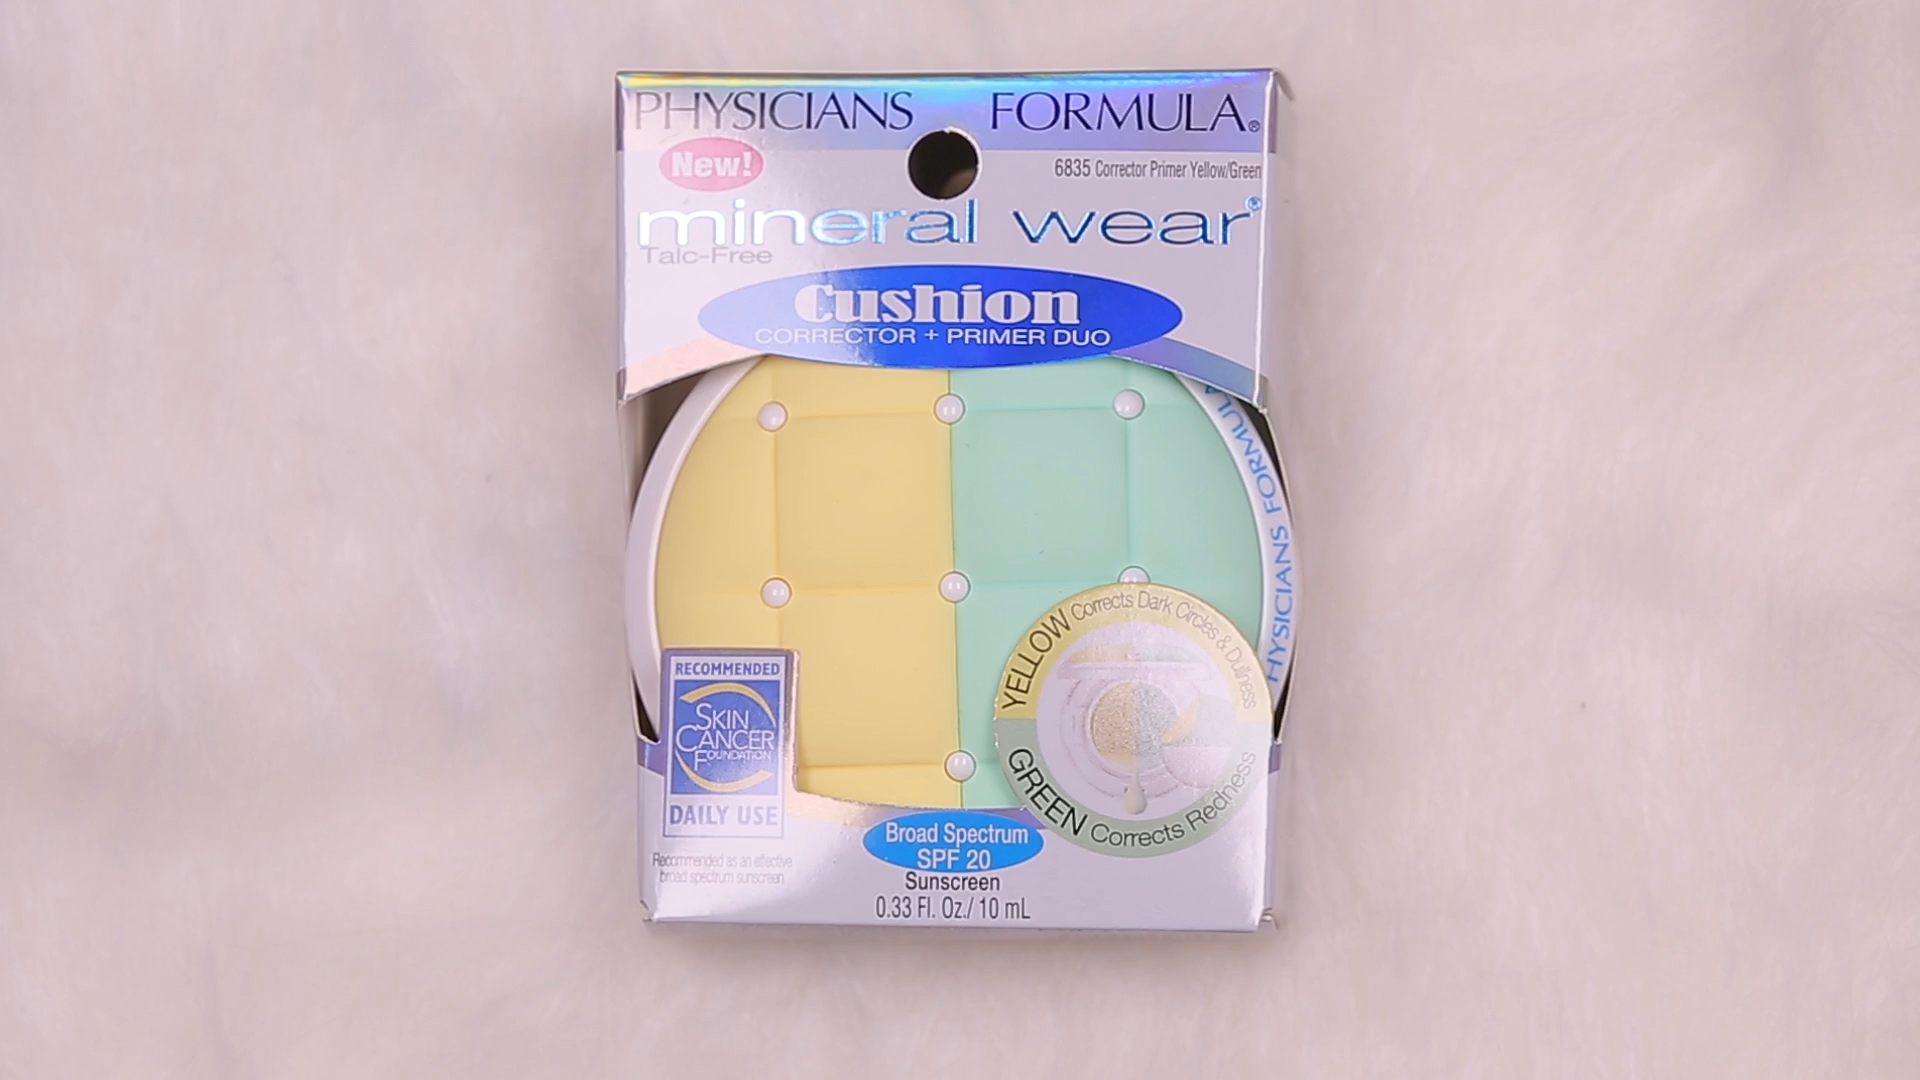 PHYSICIANS FORMULA®
New!
6835 Corrector Primer Yellow/Green
mineral wear®
Talc-Free
Cushion
CORRECTOR + PRIMER DUO
PHYSICIANS FORMULA
YELLOW Corrects Dark Circles & Dullness
GREEN Corrects Redness
RECOMMENDED
SKIN
CANCER
FOUNDATION
DAILY USE
Recommended as an effective
broad spectrum sunscreen
Broad Spectrum
SPF 20
Sunscreen
0.33 Fl. Oz./ 10 mL